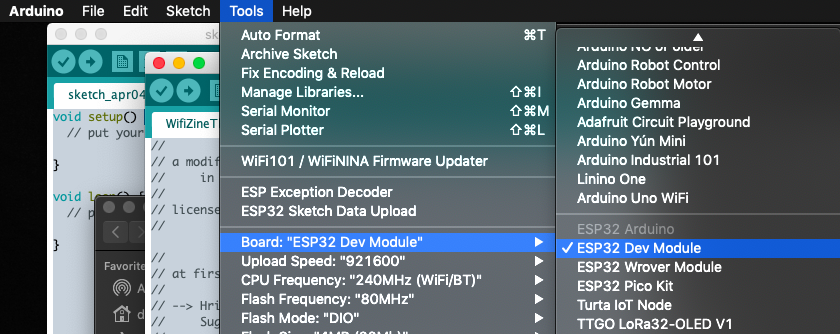 Arduino File Edit Sketch Tools Help
sk
sketch_apr04
void setup()
// put your
}
void loop() {
// p
}
Favorite
A
d
WifiZineT
//
// a modif
// in
//
// license
//
//
// at firs
//
// --> Hri
// Sug
Auto Format ⌘T
Archive Sketch
Fix Encoding & Reload
Manage Libraries... ⇧⌘I
Serial Monitor ⇧⌘M
Serial Plotter ⇧⌘L
WiFi101 / WiFiNINA Firmware Updater
ESP Exception Decoder
ESP32 Sketch Data Upload
Board: "ESP32 Dev Module"
Upload Speed: "921600"
CPU Frequency: "240MHz (WiFi/BT)"
Flash Frequency: "80MHz"
Flash Mode: "DIO"
Arduino NG or older
Arduino Robot Control
Arduino Robot Motor
Arduino Gemma
Adafruit Circuit Playground
Arduino Yún Mini
Arduino Industrial 101
Linino One
Arduino Uno WiFi
ESP32 Arduino
✓ ESP32 Dev Module
ESP32 Wrover Module
ESP32 Pico Kit
Turta IoT Node
TTGO LoRa32-OLED V1